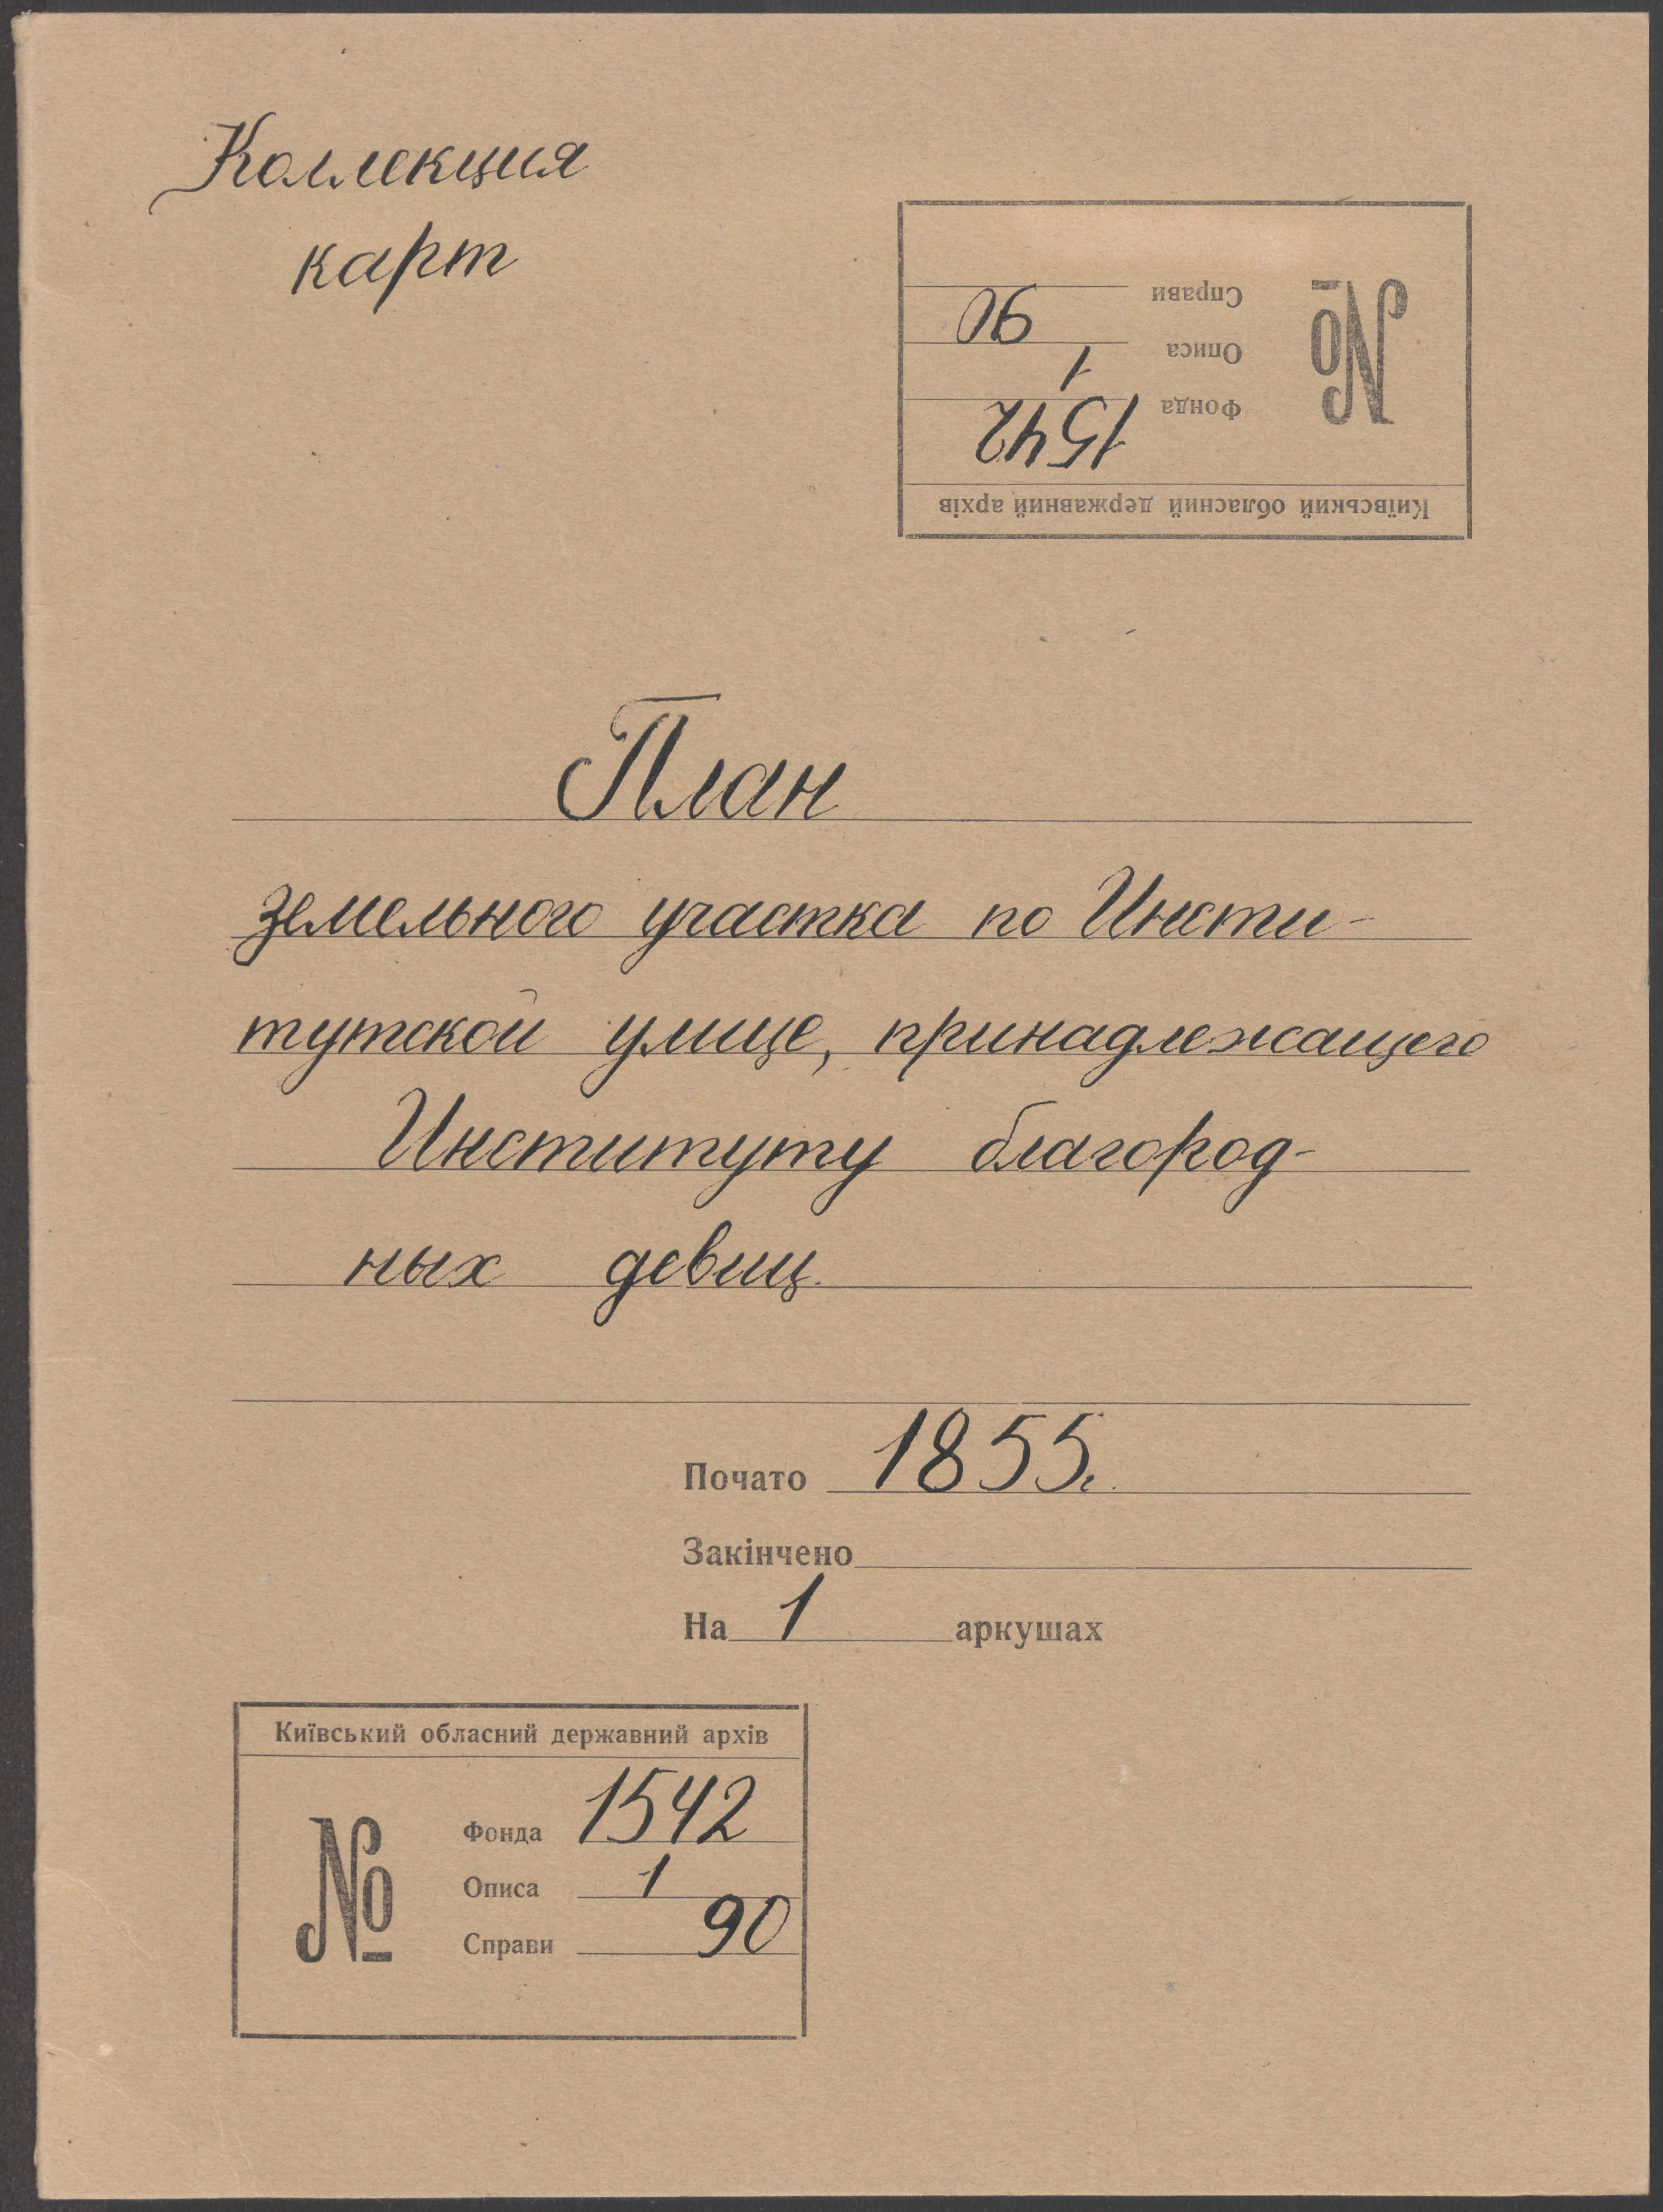 Коллекция
карт
Київський обласний державний архів
№
Фонда 1542
Описа 1
Справи 90
План
земельного участка по Инсти-
тутской улице, принадлежащего
Институту благород-
ных девиц.
Почато 1855г.
Закінчено
На 1 аркушах
Київський обласний державний архів
№
Фонда 1542
Описа 1
Справи 90